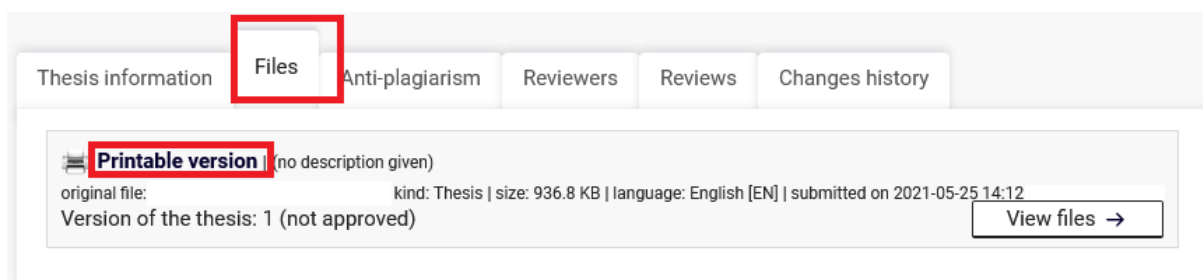 Thesis information Files Anti-plagiarism Reviewers Reviews Changes history
Printable version | (no description given)
original file: kind: Thesis | size: 936.8 KB | language: English [EN] | submitted on 2021-05-25 14:12
Version of the thesis: 1 (not approved)
View files →